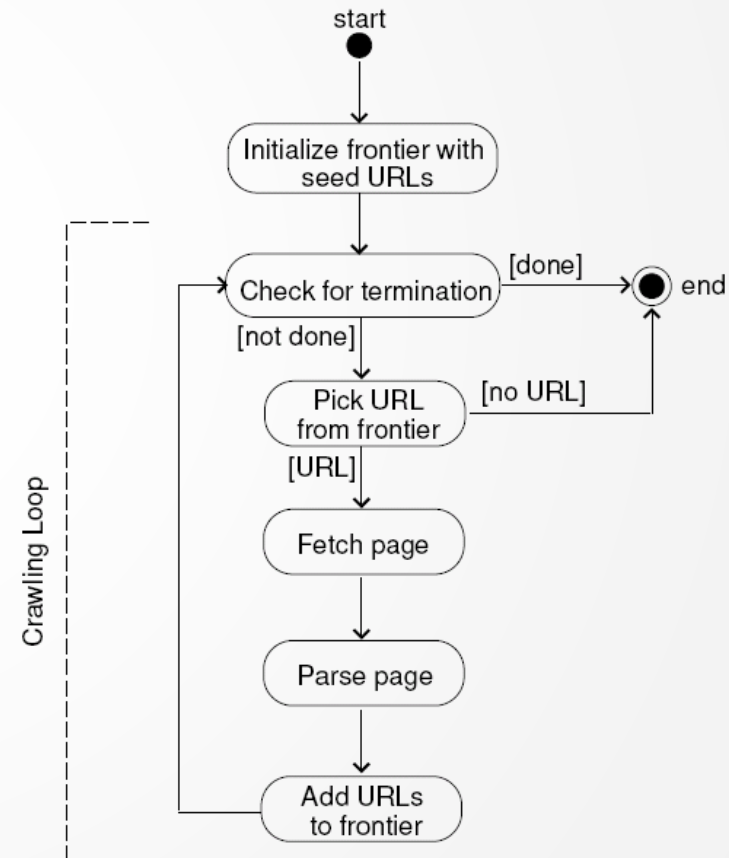 start
Initialize frontier with
seed URLs
Check for termination
[done]
end
[not done]
Pick URL
from frontier
[no URL]
[URL]
Fetch page
Crawling Loop
Parse page
Add URLs
to frontier